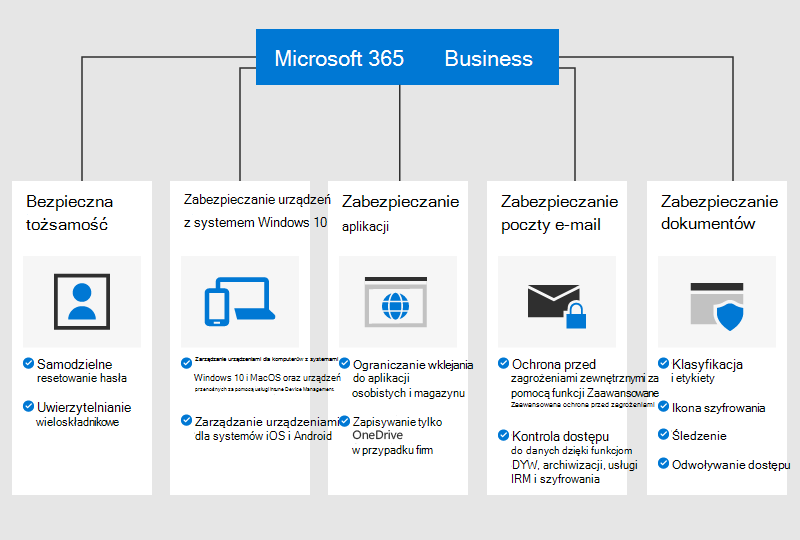 Microsoft 365 Business
Bezpieczna
tożsamość
Samodzielne
resetowanie hasła
Uwierzytelnianie
wieloskładnikowe
Zabezpieczanie urządzeń
z systemem Windows 10
Zarządzanie urządzeniami dla komputerów z systemami
Windows 10 i MacOS oraz urządzeń
przenośnych za pomocą usługi Intune Device Management
Zarządzanie urządzeniami
dla systemów iOS i Android
Zabezpieczanie
aplikacji
Ograniczanie wklejania
do aplikacji
osobistych i magazynu
Zapisywanie tylko
OneDrive
w przypadku firm
Zabezpieczanie
poczty e-mail
Ochrona przed
zagrożeniami zewnętrznymi za
pomocą funkcji Zaawansowane
Zaawansowane ochrona przed zagrożeniami
Kontrola dostępu
do danych dzięki funkcjom
DYW, archiwizacji, usługi
IRM i szyfrowania
Zabezpieczanie
dokumentów
Klasyfikacja
i etykiety
Ikona szyfrowania
Śledzenie
Odwoływanie dostępu